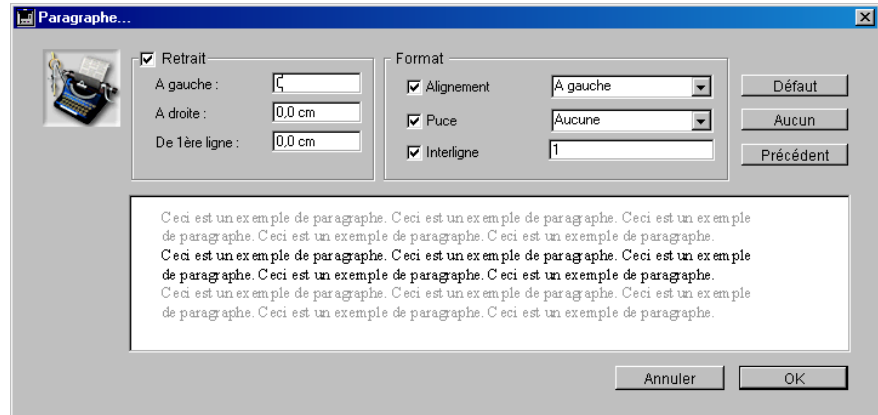 Paragraphe...
Retrait
A gauche :
A droite : 0,0 cm
De 1ère ligne : 0,0 cm
Format
Alignement A gauche
Puce Aucune
Interligne 1
Défaut
Aucun
Précédent
Ceci est un exemple de paragraphe. Ceci est un exemple de paragraphe. Ceci est un exemple
de paragraphe. Ceci est un exemple de paragraphe. Ceci est un exemple de paragraphe.
Ceci est un exemple de paragraphe. Ceci est un exemple de paragraphe. Ceci est un exemple
de paragraphe. Ceci est un exemple de paragraphe. Ceci est un exemple de paragraphe.
Ceci est un exemple de paragraphe. Ceci est un exemple de paragraphe. Ceci est un exemple
de paragraphe. Ceci est un exemple de paragraphe. Ceci est un exemple de paragraphe.
Annuler OK